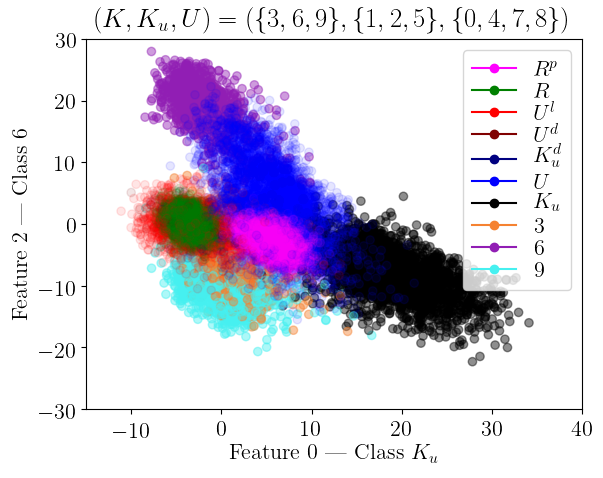 (K, K_u, U) = ({3, 6, 9}, {1, 2, 5}, {0, 4, 7, 8})
30
20
10
0
−10
−20
−30
Feature 2 — Class 6
R^p
R
U^l
U^d
K_u^d
U
K_u
3
6
9
−10
0
10
20
30
40
Feature 0 — Class K_u